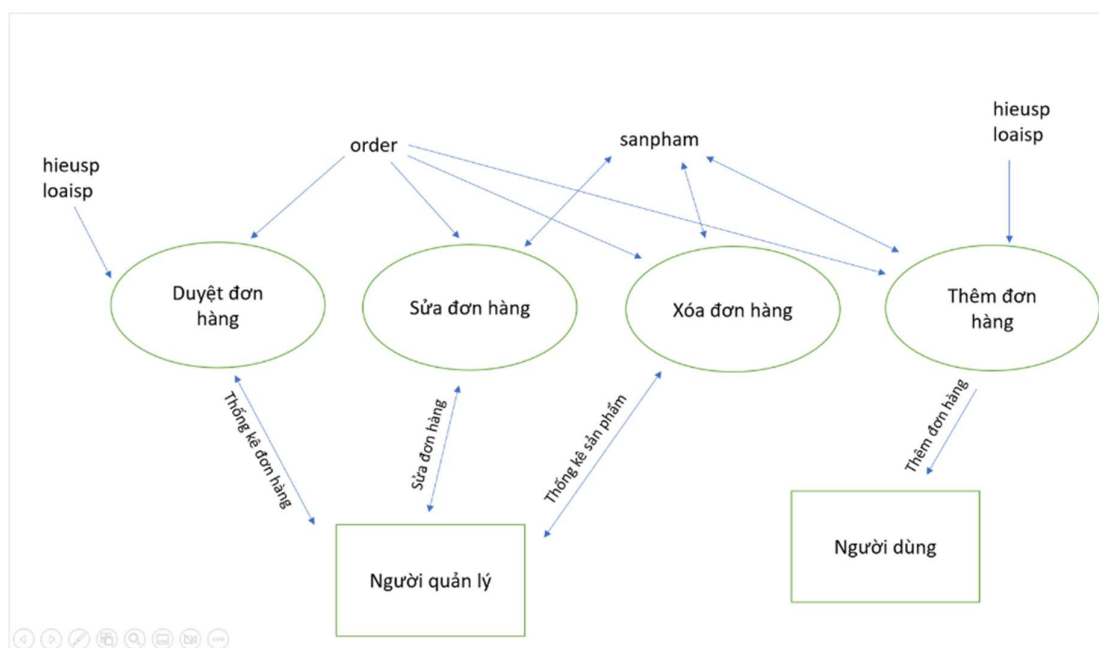 hieusp
loaisp
order
sanpham
hieusp
loaisp
Duyệt đơn
hàng
Sửa đơn hàng
Xóa đơn hàng
Thêm đơn
hàng
Thống kê đơn hàng
Sửa đơn hàng
Thống kê sản phẩm
Thêm đơn hàng
Người quản lý
Người dùng